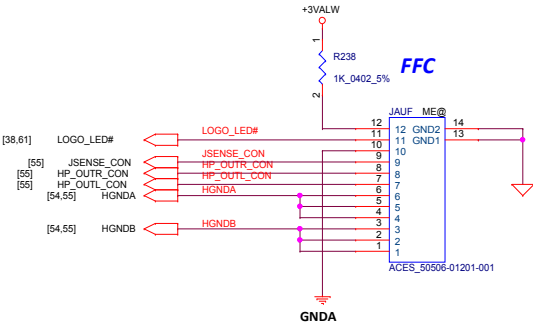 +3VALW
1
R238
1K_0402_5%
2
FFC
JAUF ME@
12 12 GND2 14
[38,61] LOGO_LED# LOGO_LED# 11 11 GND1 13
10 10
[55] JSENSE_CON JSENSE_CON 9 9
[55] HP_OUTR_CON HP_OUTR_CON 8 8
[55] HP_OUTL_CON HP_OUTL_CON 7 7
[54,55] HGNDA HGNDA 6 6
5 5
4 4
[54,55] HGNDB HGNDB 3 3
2 2
1 1
ACES_50506-01201-001
GNDA